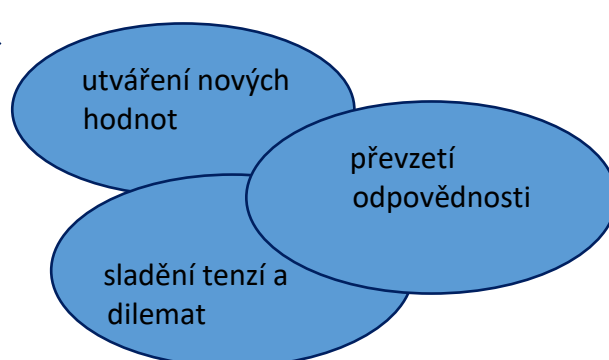 utváření nových
hodnot
převzetí
odpovědnosti
sladění tenzí a
dilemat